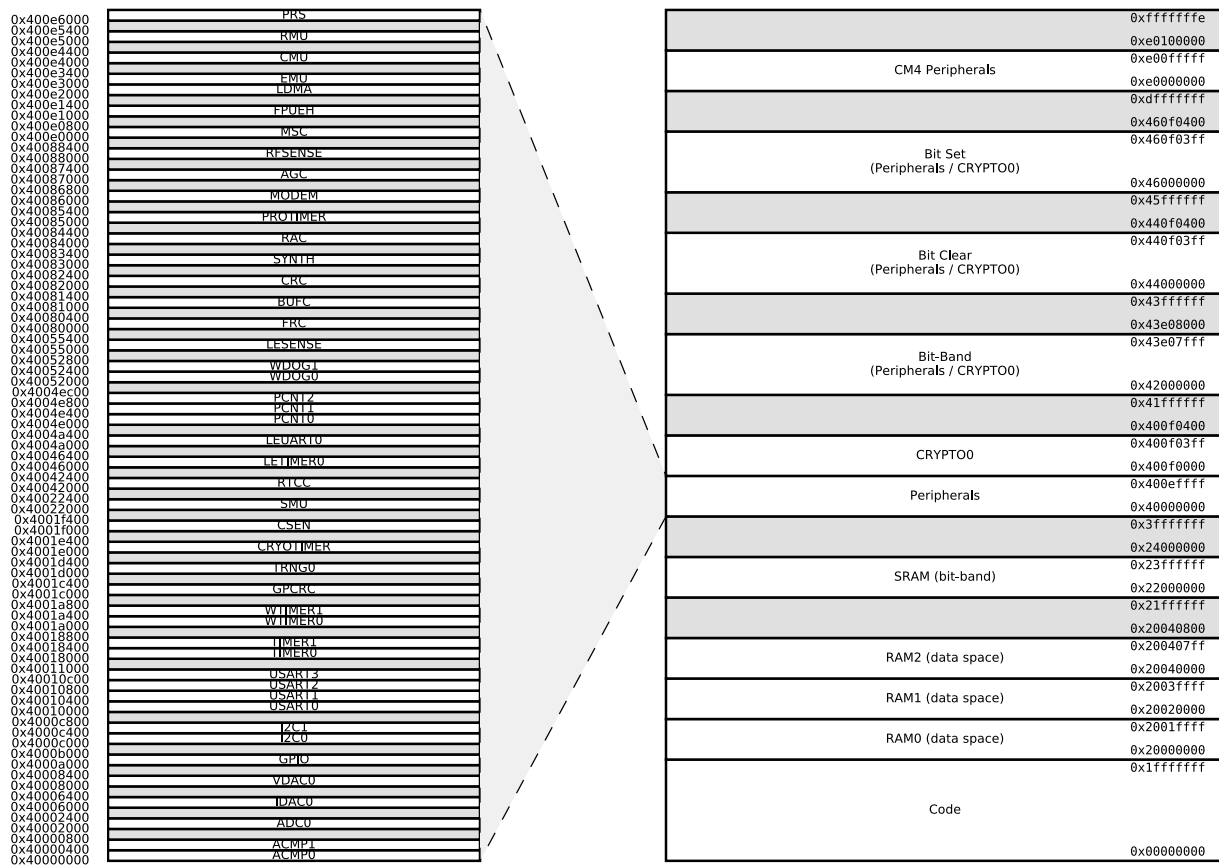 0x400e6000
PRS
0x400e5400
RMU
0x400e5000
0x400e4400
CMU
0x400e4000
0x400e3400
EMU
0x400e3000
LDMA
0x400e2000
0x400e1400
FPUEH
0x400e1000
0x400e0800
MSC
0x400e0000
0x40088400
RFSENSE
0x40088000
0x40087400
AGC
0x40087000
0x40086800
MODEM
0x40086000
0x40085400
PROTIMER
0x40085000
0x40084400
RAC
0x40084000
0x40083400
SYNTH
0x40083000
0x40082400
CRC
0x40082000
0x40081400
BUFC
0x40081000
0x40080400
FRC
0x40080000
0x40055400
LESENSE
0x40055000
0x40052800
WDOG1
0x40052400
WDOG0
0x40052000
0x4004ec00
PCNT2
0x4004e800
PCNT1
0x4004e400
PCNT0
0x4004e000
0x4004a400
LEUART0
0x4004a000
0x40046400
LETIMER0
0x40046000
0x40042400
RTCC
0x40042000
0x40022400
SMU
0x40022000
0x4001f400
CSEN
0x4001f000
0x4001e400
CRYOTIMER
0x4001e000
0x4001d400
TRNG0
0x4001d000
0x4001c400
GPCRC
0x4001c000
0x4001a800
WTIMER1
0x4001a400
WTIMER0
0x4001a000
0x40018800
TIMER1
0x40018400
TIMER0
0x40018000
0x40011000
USART3
0x40010c00
USART2
0x40010800
USART1
0x40010400
USART0
0x40010000
0x4000c800
I2C1
0x4000c400
I2C0
0x4000c000
0x4000b000
GPIO
0x4000a000
0x40008400
VDAC0
0x40008000
0x40006400
IDAC0
0x40006000
0x40002400
ADC0
0x40002000
0x40000800
ACMP1
0x40000400
ACMP0
0x40000000
0xfffffffe
0xe0100000
0xe00fffff
CM4 Peripherals
0xe0000000
0xdfffffff
0x460f0400
0x460f03ff
Bit Set
(Peripherals / CRYPTO0)
0x46000000
0x45ffffff
0x440f0400
0x440f03ff
Bit Clear
(Peripherals / CRYPTO0)
0x44000000
0x43ffffff
0x43e08000
0x43e07fff
Bit-Band
(Peripherals / CRYPTO0)
0x42000000
0x41ffffff
0x400f0400
0x400f03ff
CRYPTO0
0x400f0000
0x400effff
Peripherals
0x40000000
0x3fffffff
0x24000000
0x23ffffff
SRAM (bit-band)
0x22000000
0x21ffffff
0x20040800
0x200407ff
RAM2 (data space)
0x20040000
0x2003ffff
RAM1 (data space)
0x20020000
0x2001ffff
RAM0 (data space)
0x20000000
0x1fffffff
Code
0x00000000